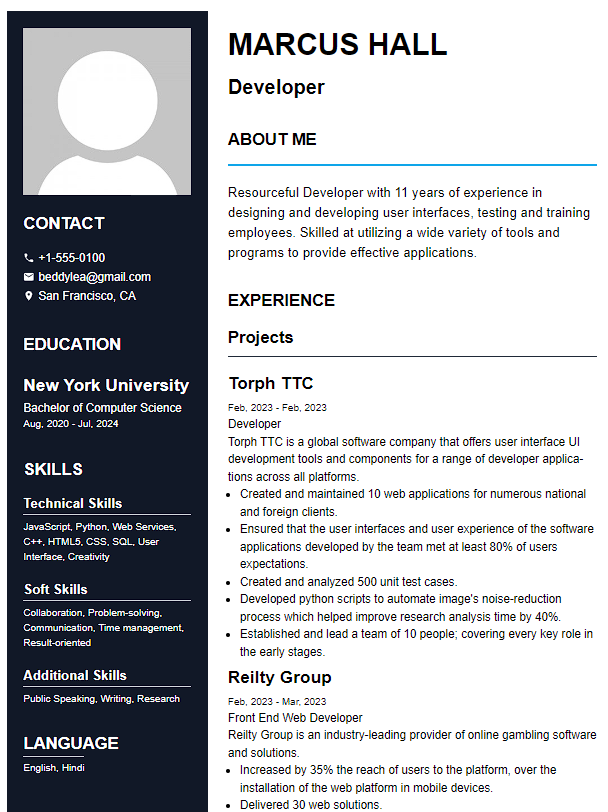 CONTACT
+1-555-0100
beddylea@gmail.com
San Francisco, CA
EDUCATION
New York University
Bachelor of Computer Science
Aug, 2020 - Jul, 2024
SKILLS
Technical Skills
JavaScript, Python, Web Services,
C++, HTML5, CSS, SQL, User
Interface, Creativity
Soft Skills
Collaboration, Problem-solving,
Communication, Time management,
Result-oriented
Additional Skills
Public Speaking, Writing, Research
LANGUAGE
English, Hindi
MARCUS HALL
Developer
ABOUT ME
Resourceful Developer with 11 years of experience in
designing and developing user interfaces, testing and training
employees. Skilled at utilizing a wide variety of tools and
programs to provide effective applications.
EXPERIENCE
Projects
Torph TTC
Feb, 2023 - Feb, 2023
Developer
Torph TTC is a global software company that offers user interface UI
development tools and components for a range of developer applica-
tions across all platforms.
• Created and maintained 10 web applications for numerous national
and foreign clients.
• Ensured that the user interfaces and user experience of the software
applications developed by the team met at least 80% of users
expectations.
• Created and analyzed 500 unit test cases.
• Developed python scripts to automate image's noise-reduction
process which helped improve research analysis time by 40%.
• Established and lead a team of 10 people; covering every key role in
the early stages.
Reilty Group
Feb, 2023 - Mar, 2023
Front End Web Developer
Reilty Group is an industry-leading provider of online gambling software
and solutions.
• Increased by 35% the reach of users to the platform, over the
installation of the web platform in mobile devices.
• Delivered 30 web solutions.